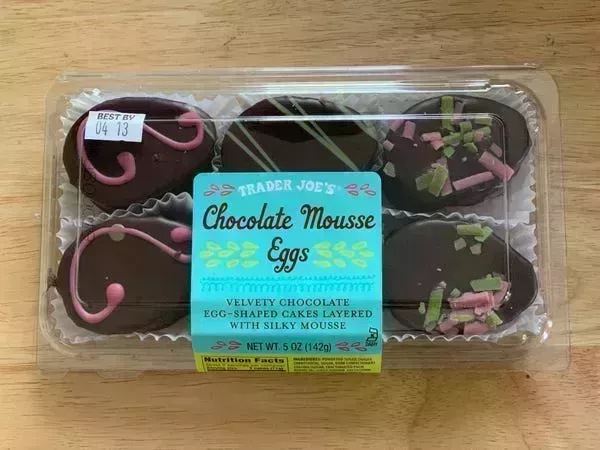 BEST BY
04 13
TRADER JOE'S
Chocolate Mousse
Eggs
VELVETY CHOCOLATE
EGG-SHAPED CAKES LAYERED
WITH SILKY MOUSSE
NET WT. 5 OZ (142g)
Nutrition Facts